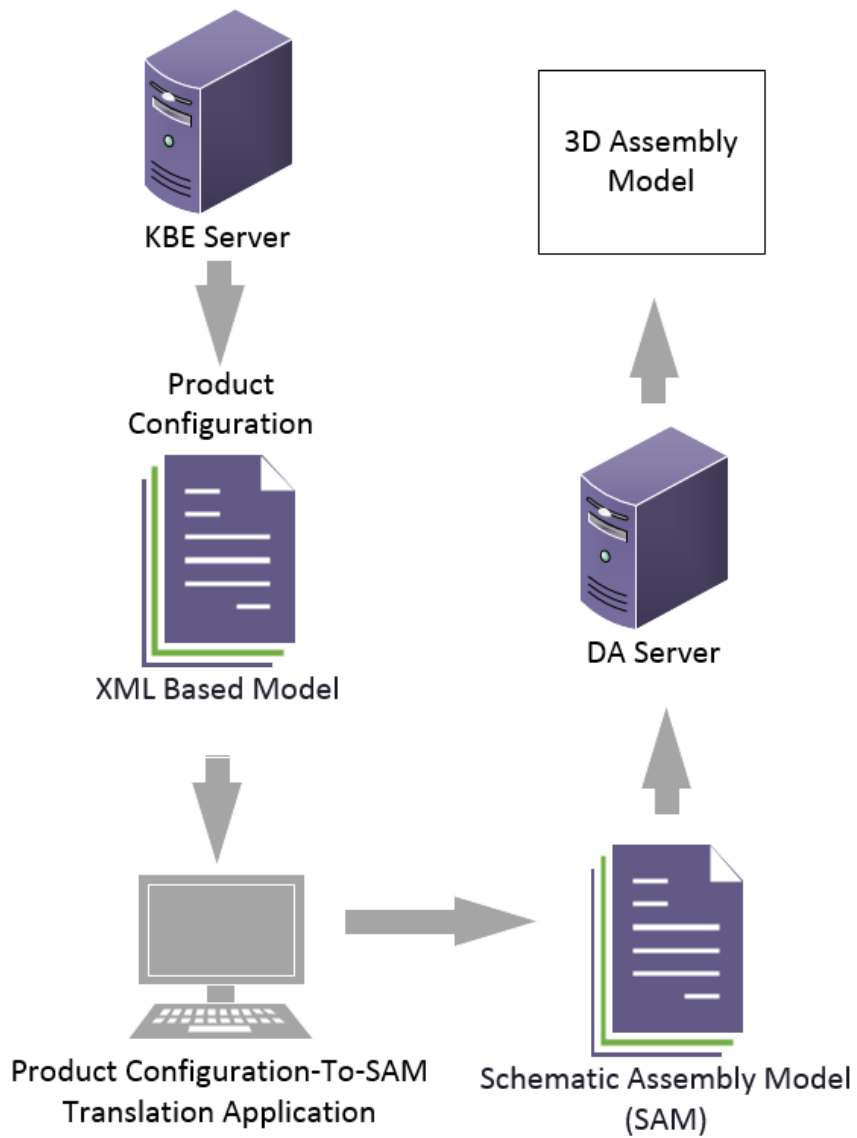 KBE Server
Product
Configuration
XML Based Model
Product Configuration-To-SAM
Translation Application
Schematic Assembly Model
(SAM)
DA Server
3D Assembly
Model